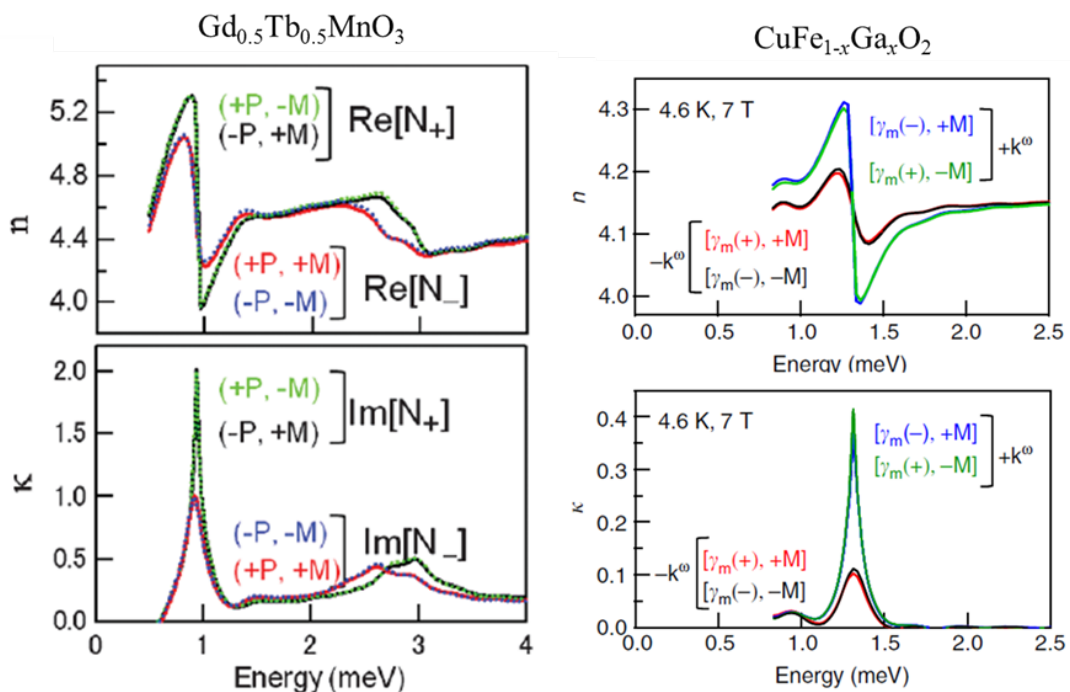 Gd0.5Tb0.5MnO3
5.2
4.8
4.4
4.0
n
(+P, -M)
(-P, +M)
Re[N+]
(+P, +M)
(-P, -M)
Re[N_]
2.0
1.5
1.0
0.5
0.0
κ
(+P, -M)
(-P, +M)
Im[N+]
(-P, -M)
(+P, +M)
Im[N_]
0 1 2 3 4
Energy (meV)
CuFe1-xGaxO2
4.3
4.2
4.1
4.0
n
4.6 K, 7 T
[γm(−), +M]
[γm(+), −M]
+kω
−kω
[γm(+), +M]
[γm(−), −M]
0.0 0.5 1.0 1.5 2.0 2.5
Energy (meV)
0.4
0.3
0.2
0.1
0.0
κ
4.6 K, 7 T
[γm(−), +M]
[γm(+), −M]
+kω
−kω
[γm(+), +M]
[γm(−), −M]
0.0 0.5 1.0 1.5 2.0 2.5
Energy (meV)